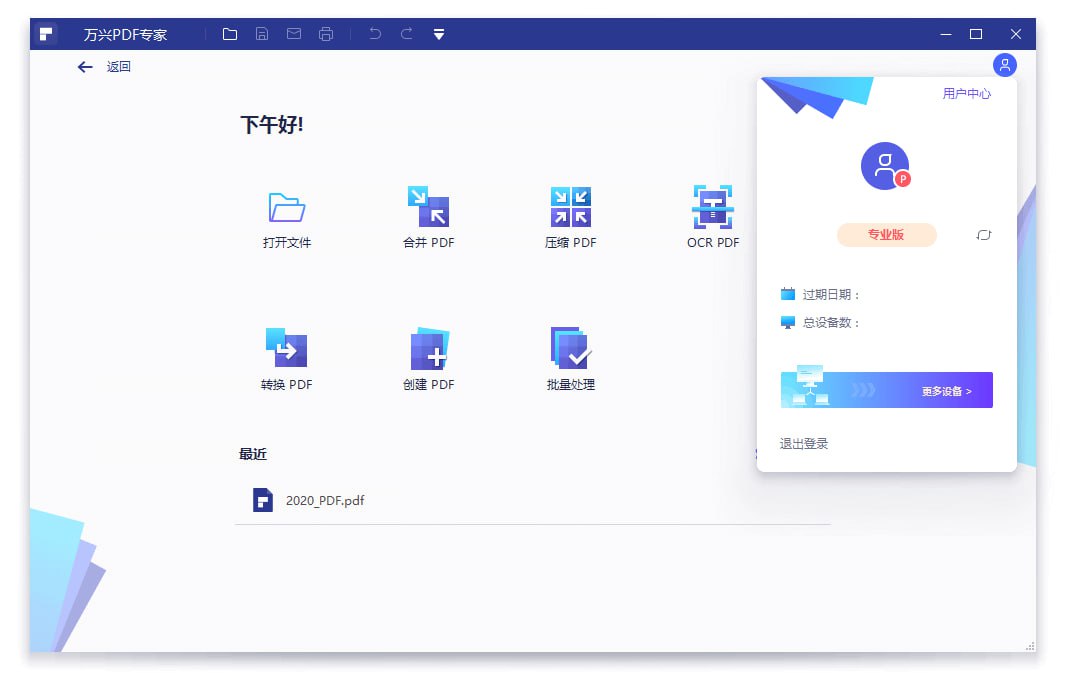 万兴PDF专家
返回
用户中心
下午好!
P
打开文件
合并 PDF
压缩 PDF
OCR PDF
专业版
过期日期：
总设备数：
转换 PDF
创建 PDF
批量处理
更多设备 >
最近
退出登录
2020_PDF.pdf